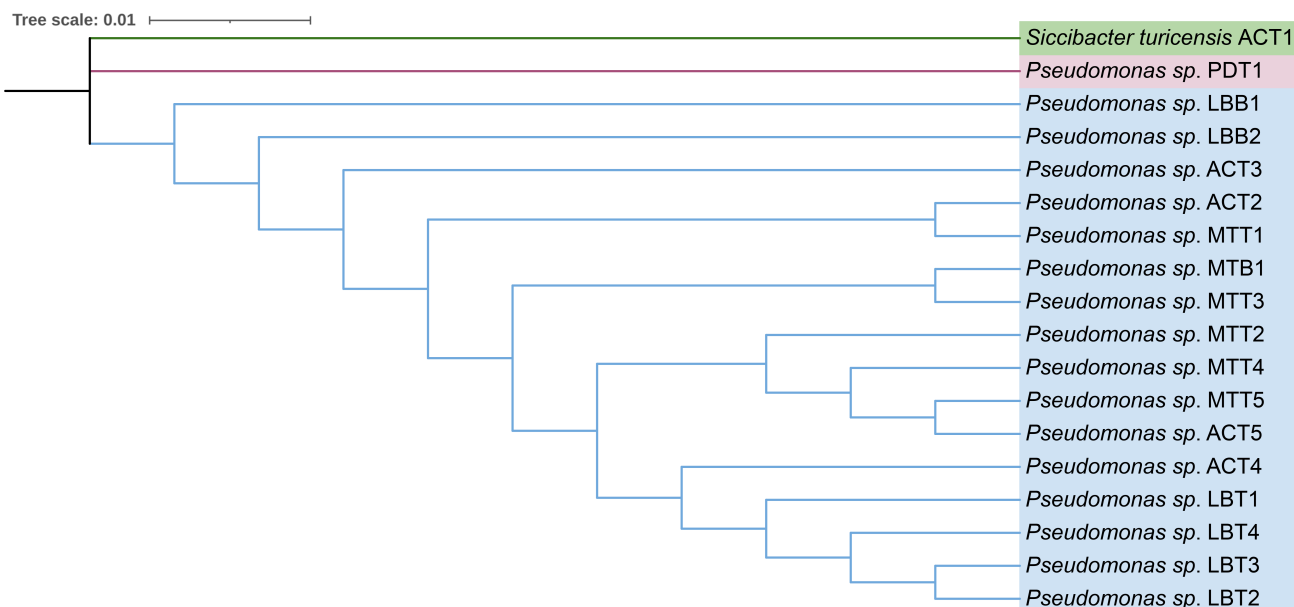 Tree scale: 0.01
Siccibacter turicensis ACT1
Pseudomonas sp. PDT1
Pseudomonas sp. LBB1
Pseudomonas sp. LBB2
Pseudomonas sp. ACT3
Pseudomonas sp. ACT2
Pseudomonas sp. MTT1
Pseudomonas sp. MTB1
Pseudomonas sp. MTT3
Pseudomonas sp. MTT2
Pseudomonas sp. MTT4
Pseudomonas sp. MTT5
Pseudomonas sp. ACT5
Pseudomonas sp. ACT4
Pseudomonas sp. LBT1
Pseudomonas sp. LBT4
Pseudomonas sp. LBT3
Pseudomonas sp. LBT2